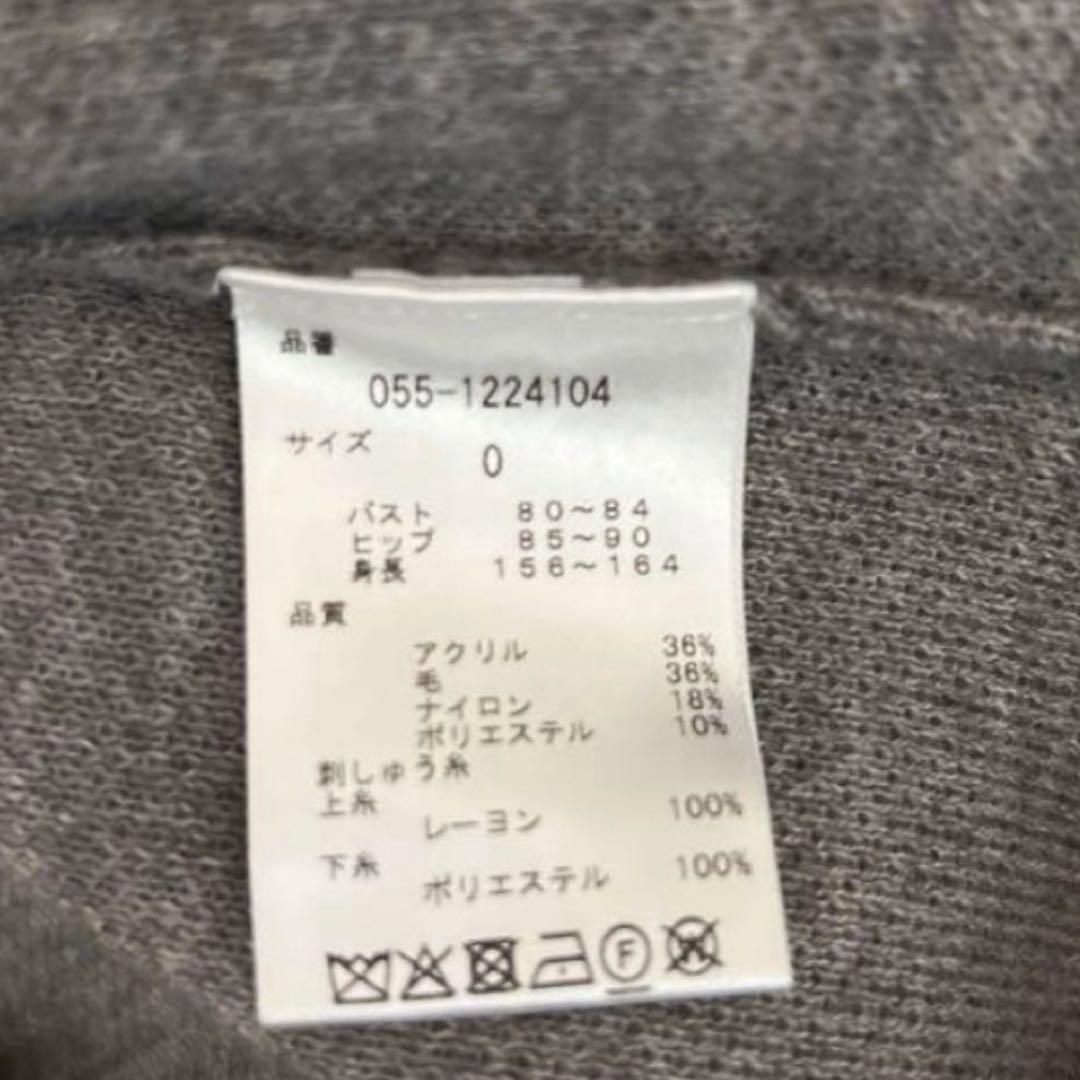 品番
055-1224104
サイズ 0
バスト 80〜84
ヒップ 85〜90
身長 156〜164
品質
アクリル 36%
毛 36%
ナイロン 18%
ポリエステル 10%
刺しゅう糸
上糸
レーヨン 100%
下糸
ポリエステル 100%
F W